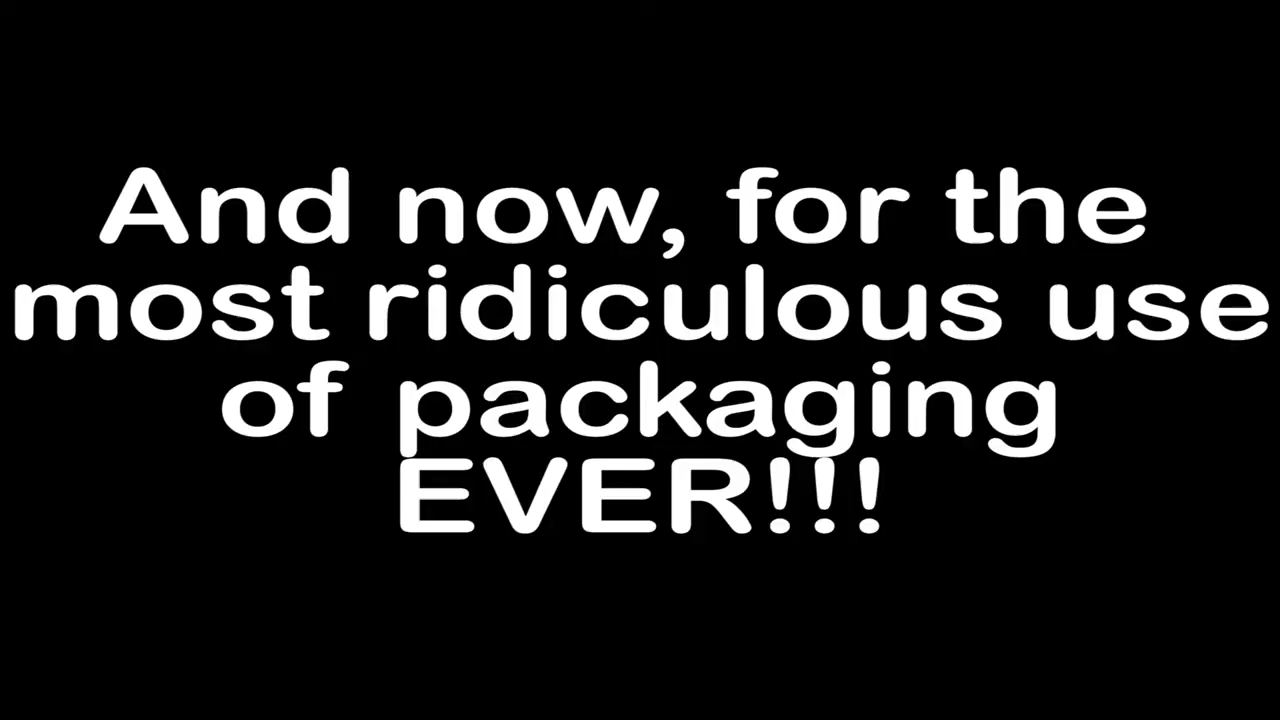 And now, for the
most ridiculous use
of packaging
EVER!!!